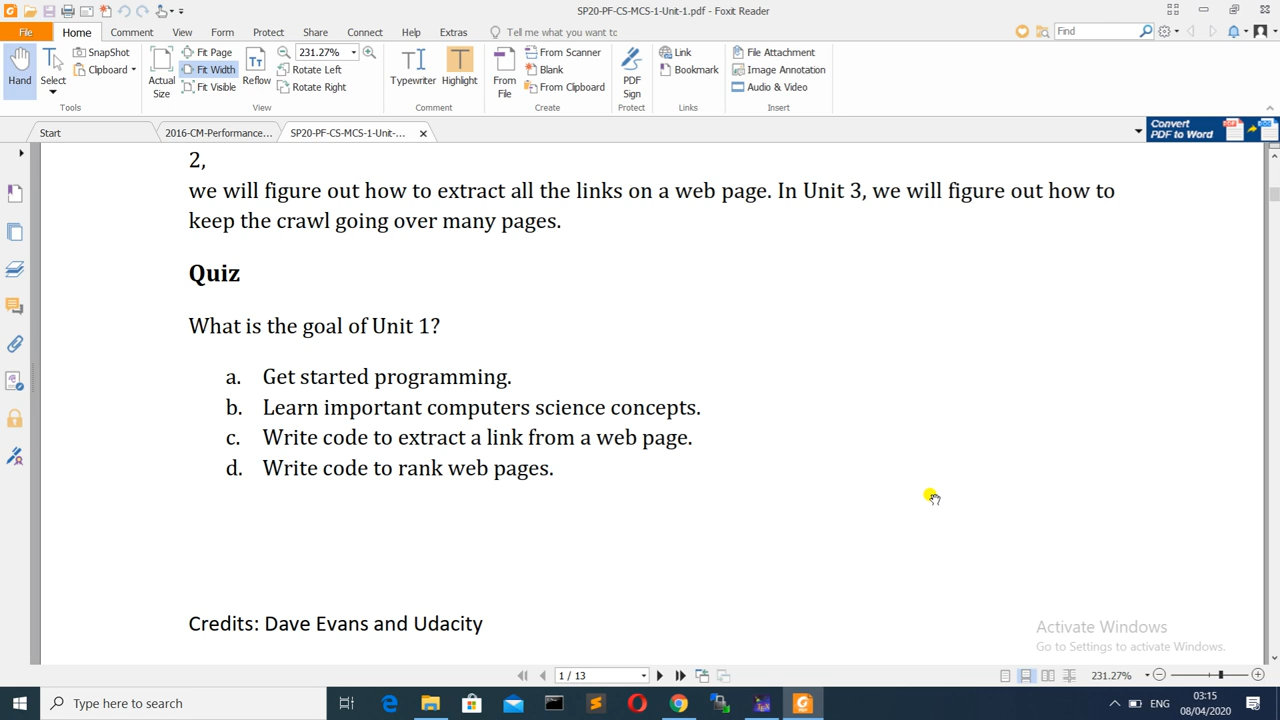 SP20-PF-CS-MCS-1-Unit-1.pdf - Foxit Reader
File Home Comment View Form Protect Share Connect Help Extras Tell me what you want to Find
Hand
Select
SnapShot
Clipboard
Tools
Actual Size
Fit Page
Fit Width
Fit Visible
Reflow
231.27%
Rotate Left
Rotate Right
View
Typewriter
Highlight
Comment
From File
From Scanner
Blank
From Clipboard
Create
PDF Sign
Protect
Link
Bookmark
Links
File Attachment
Image Annotation
Audio & Video
Insert
Start 2016-CM-Performance... SP20-PF-CS-MCS-1-Unit-...
Convert
PDF to Word
2,
we will figure out how to extract all the links on a web page. In Unit 3, we will figure out how to
keep the crawl going over many pages.
Quiz
What is the goal of Unit 1?
a. Get started programming.
b. Learn important computers science concepts.
c. Write code to extract a link from a web page.
d. Write code to rank web pages.
Credits: Dave Evans and Udacity
Activate Windows
Go to Settings to activate Windows.
1 / 13 231.27%
Type here to search
ENG
03:15
08/04/2020